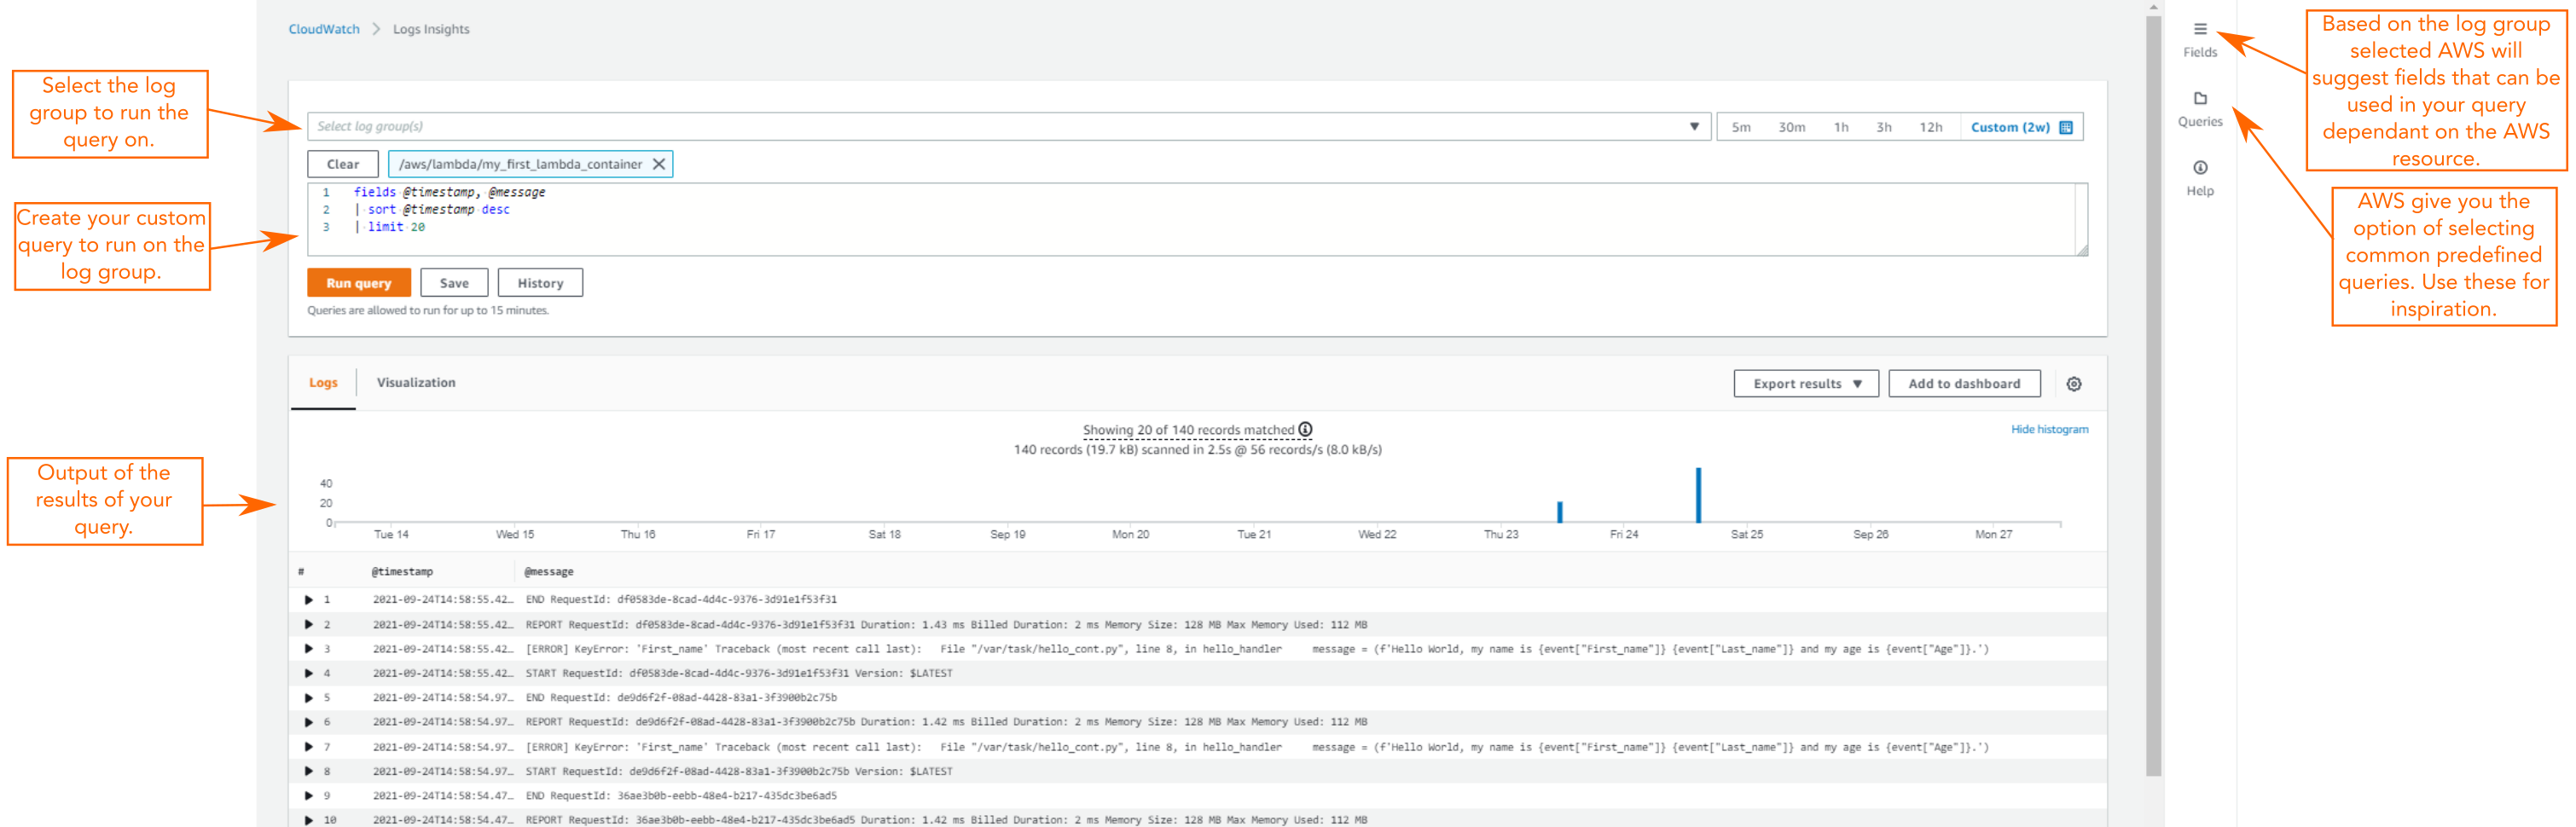 CloudWatch > Logs Insights
Select the log
group to run the
query on.
Select log group(s)
5m 30m 1h 3h 12h Custom (2w)
Clear /aws/lambda/my_first_lambda_container
Create your custom
query to run on the
log group.
1 fields @timestamp, @message
2 | sort @timestamp desc
3 | limit 20
Run query Save History
Queries are allowed to run for up to 15 minutes.
Fields
Queries
Help
Based on the log group
selected AWS will
suggest fields that can be
used in your query
dependant on the AWS
resource.
AWS give you the
option of selecting
common predefined
queries. Use these for
inspiration.
Logs Visualization Export results Add to dashboard
Showing 20 of 140 records matched
140 records (19.7 kB) scanned in 2.5s @ 56 records/s (8.0 kB/s)
Hide histogram
Output of the
results of your
query.
40
20
0
Tue 14 Wed 15 Thu 16 Fri 17 Sat 18 Sep 19 Mon 20 Tue 21 Wed 22 Thu 23 Fri 24 Sat 25 Sep 26 Mon 27
# @timestamp @message
1 2021-09-24T14:58:55.42… END RequestId: df0583de-8cad-4d4c-9376-3d91e1f53f31
2 2021-09-24T14:58:55.42… REPORT RequestId: df0583de-8cad-4d4c-9376-3d91e1f53f31 Duration: 1.43 ms Billed Duration: 2 ms Memory Size: 128 MB Max Memory Used: 112 MB
3 2021-09-24T14:58:55.42… [ERROR] KeyError: 'First_name' Traceback (most recent call last): File "/var/task/hello_cont.py", line 8, in hello_handler message = (f'Hello World, my name is {event["First_name"]} {event["Last_name"]} and my age is {event["Age"]}.')
4 2021-09-24T14:58:55.42… START RequestId: df0583de-8cad-4d4c-9376-3d91e1f53f31 Version: $LATEST
5 2021-09-24T14:58:54.97… END RequestId: de9d6f2f-08ad-4428-83a1-3f3900b2c75b
6 2021-09-24T14:58:54.97… REPORT RequestId: de9d6f2f-08ad-4428-83a1-3f3900b2c75b Duration: 1.42 ms Billed Duration: 2 ms Memory Size: 128 MB Max Memory Used: 112 MB
7 2021-09-24T14:58:54.97… [ERROR] KeyError: 'First_name' Traceback (most recent call last): File "/var/task/hello_cont.py", line 8, in hello_handler message = (f'Hello World, my name is {event["First_name"]} {event["Last_name"]} and my age is {event["Age"]}.')
8 2021-09-24T14:58:54.97… START RequestId: de9d6f2f-08ad-4428-83a1-3f3900b2c75b Version: $LATEST
9 2021-09-24T14:58:54.47… END RequestId: 36ae3b0b-eebb-48e4-b217-435dc3be6ad5
10 2021-09-24T14:58:54.47… REPORT RequestId: 36ae3b0b-eebb-48e4-b217-435dc3be6ad5 Duration: 1.42 ms Billed Duration: 2 ms Memory Size: 128 MB Max Memory Used: 112 MB